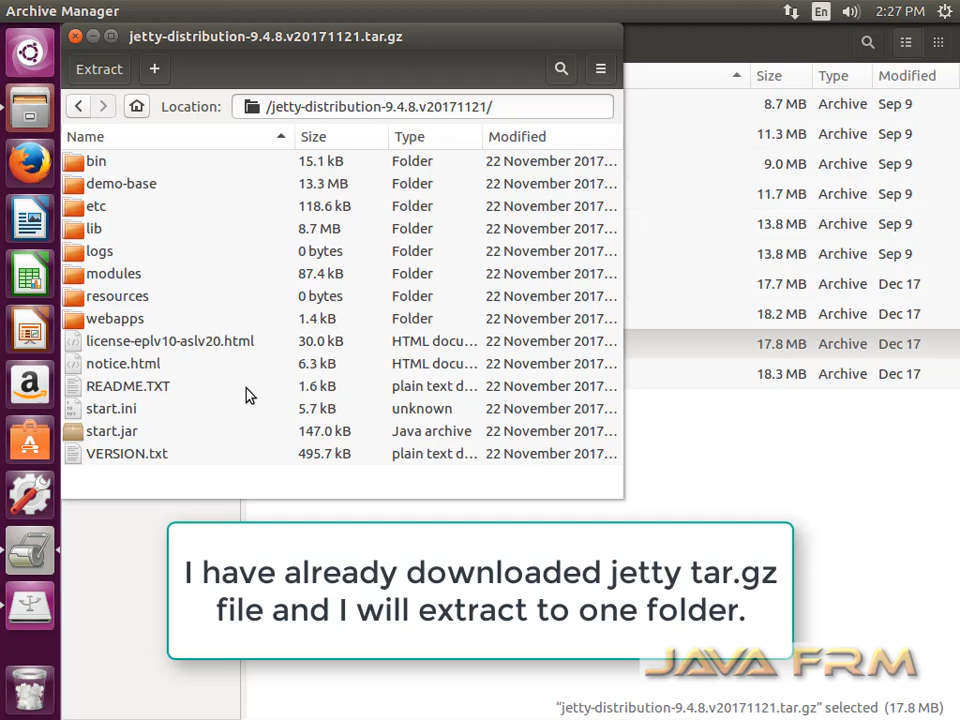 Archive Manager
En
2:27 PM
jetty-distribution-9.4.8.v20171121.tar.gz
Extract
+
Location: /jetty-distribution-9.4.8.v20171121/
Name Size Type Modified
bin 15.1 kB Folder 22 November 2017...
demo-base 13.3 MB Folder 22 November 2017...
etc 118.6 kB Folder 22 November 2017...
lib 8.7 MB Folder 22 November 2017...
logs 0 bytes Folder 22 November 2017...
modules 87.4 kB Folder 22 November 2017...
resources 0 bytes Folder 22 November 2017...
webapps 1.4 kB Folder 22 November 2017...
license-eplv10-aslv20.html 30.0 kB HTML docu... 22 November 2017...
notice.html 6.3 kB HTML docu... 22 November 2017...
README.TXT 1.6 kB plain text d... 22 November 2017...
start.ini 5.7 kB unknown 22 November 2017...
start.jar 147.0 kB Java archive 22 November 2017...
VERSION.txt 495.7 kB plain text d... 22 November 2017...
Size Type Modified
8.7 MB Archive Sep 9
11.3 MB Archive Sep 9
9.0 MB Archive Sep 9
11.7 MB Archive Sep 9
13.8 MB Archive Sep 9
13.8 MB Archive Sep 9
17.7 MB Archive Dec 17
18.2 MB Archive Dec 17
17.8 MB Archive Dec 17
18.3 MB Archive Dec 17
I have already downloaded jetty tar.gz
file and I will extract to one folder.
JAVA FRM
"jetty-distribution-9.4.8.v20171121.tar.gz" selected (17.8 MB)